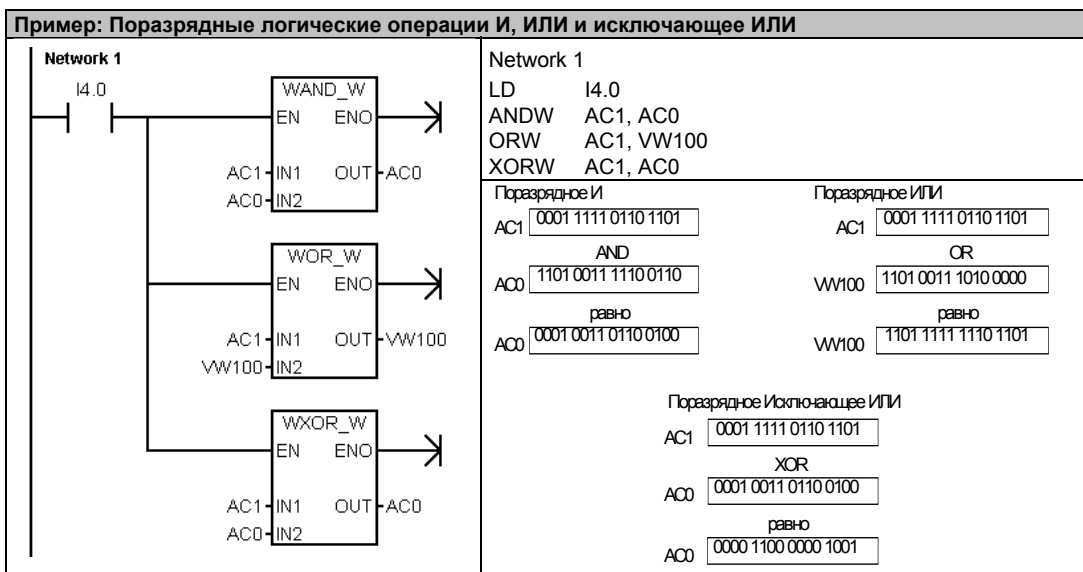 Пример: Поразрядные логические операции И, ИЛИ и исключающее ИЛИ
Network 1
I4.0
WAND_W
EN ENO
AC1 IN1 OUT AC0
AC0 IN2
WOR_W
EN ENO
AC1 IN1 OUT VW100
VW100 IN2
WXOR_W
EN ENO
AC1 IN1 OUT AC0
AC0 IN2
Network 1
LD I4.0
ANDW AC1, AC0
ORW AC1, VW100
XORW AC1, AC0
Поразрядное И
AC1 0001 1111 0110 1101
AND
AC0 1101 0011 1110 0110
равно
AC0 0001 0011 0110 0100
Поразрядное ИЛИ
AC1 0001 1111 0110 1101
OR
VW100 1101 0011 1010 0000
равно
VW100 1101 1111 1110 1101
Поразрядное Исключающее ИЛИ
AC1 0001 1111 0110 1101
XOR
AC0 0001 0011 0110 0100
равно
AC0 0000 1100 0000 1001